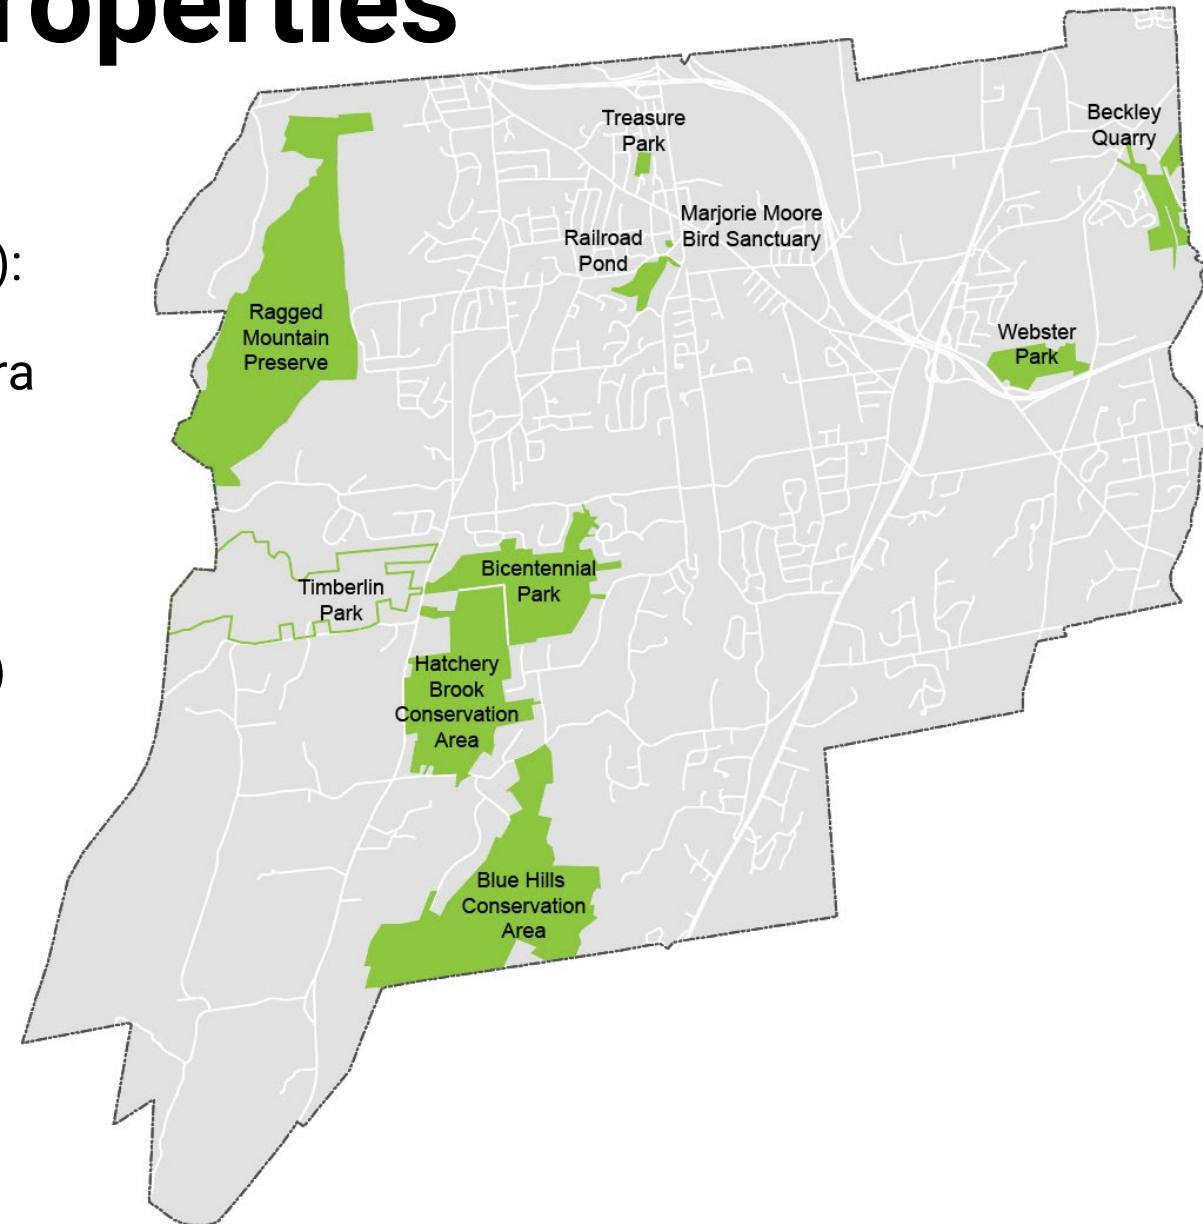 roperties
):
ra
)
Treasure
Park
Beckley
Quarry
Marjorie Moore
Bird Sanctuary
Railroad
Pond
Ragged
Mountain
Preserve
Webster
Park
Timberlin
Park
Bicentennial
Park
Hatchery
Brook
Conservation
Area
Blue Hills
Conservation
Area